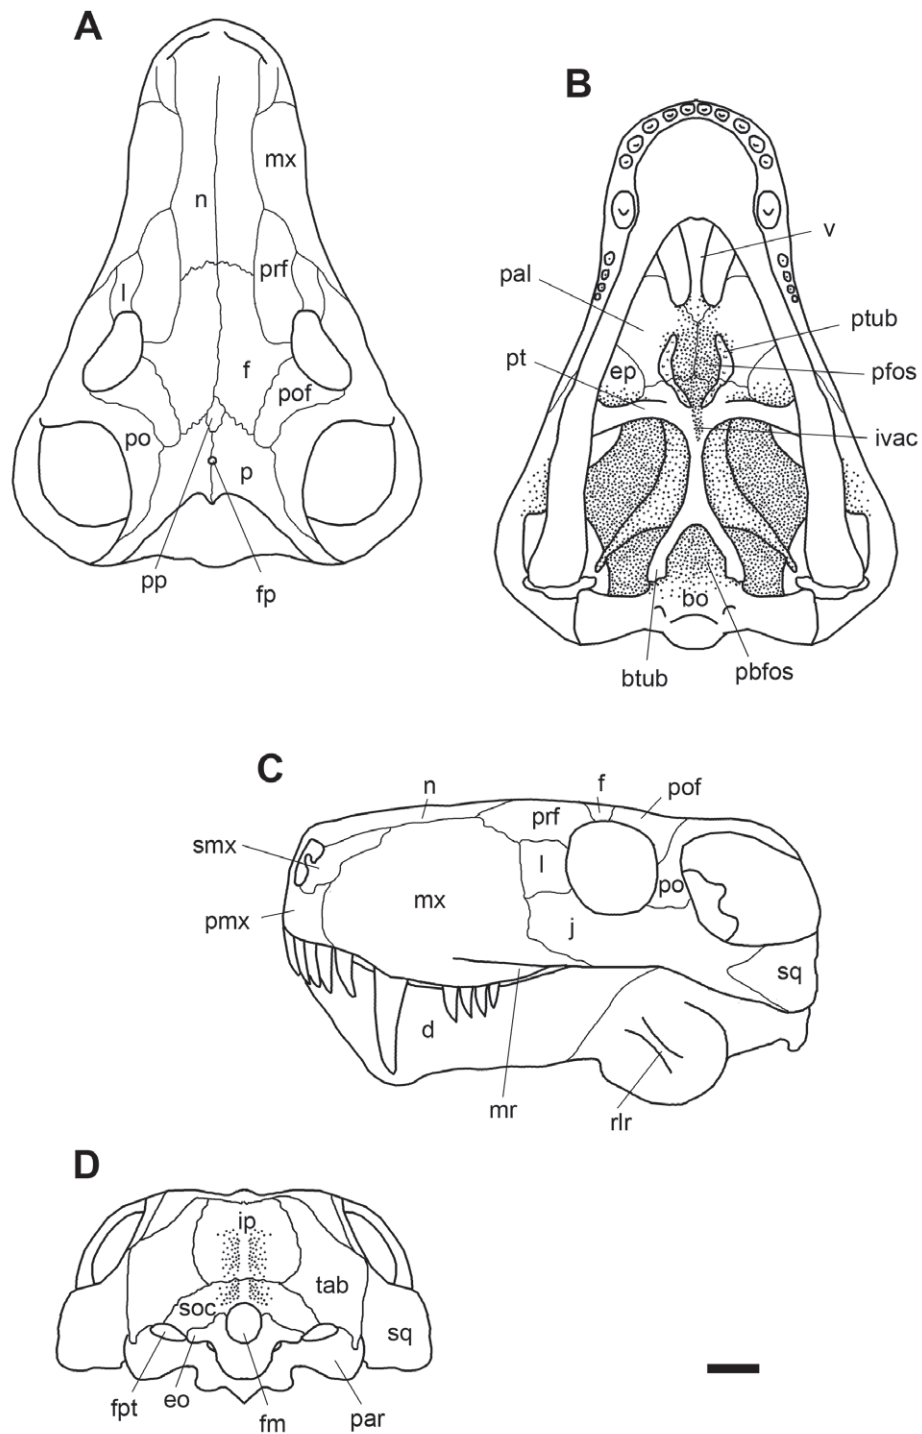 A
mx
n
prf
l
f
pof
po
p
pp
fp
B
v
pal
ptub
pt
ep
pfos
ivac
bo
btub
pbfos
C
n
f
pof
smx
prf
l
po
mx
pmx
j
sq
d
mr
rlr
D
ip
tab
soc
sq
fpt
eo
fm
par